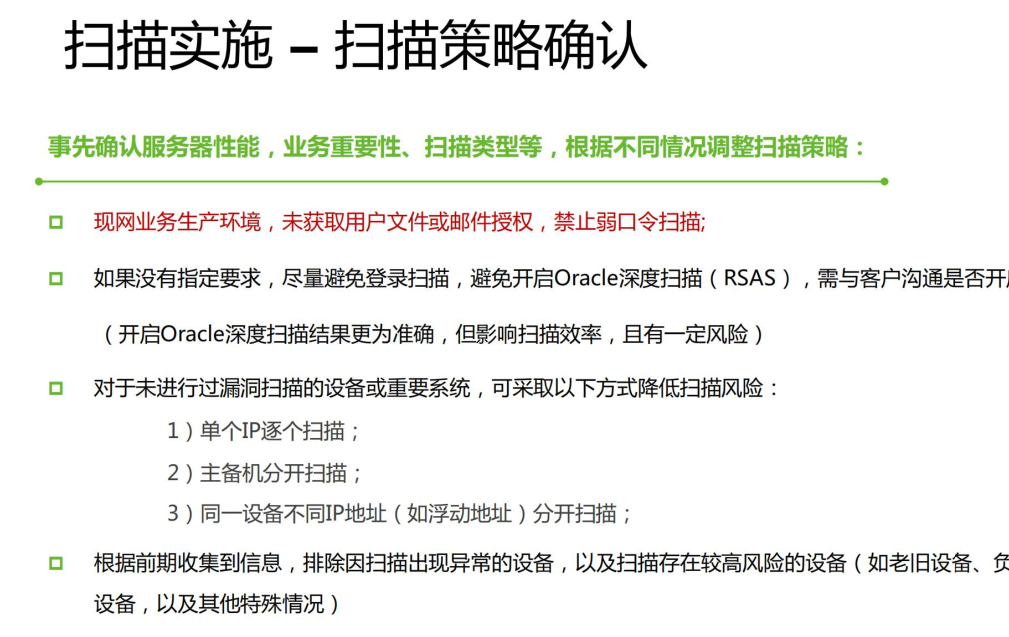 扫描实施 – 扫描策略确认
事先确认服务器性能，业务重要性、扫描类型等，根据不同情况调整扫描策略：
现网业务生产环境，未获取用户文件或邮件授权，禁止弱口令扫描;
如果没有指定要求，尽量避免登录扫描，避免开启Oracle深度扫描（RSAS），需与客户沟通是否开
（开启Oracle深度扫描结果更为准确，但影响扫描效率，且有一定风险）
对于未进行过漏洞扫描的设备或重要系统，可采取以下方式降低扫描风险：
1）单个IP逐个扫描；
2）主备机分开扫描；
3）同一设备不同IP地址（如浮动地址）分开扫描；
根据前期收集到信息，排除因扫描出现异常的设备，以及扫描存在较高风险的设备（如老旧设备、
设备，以及其他特殊情况）